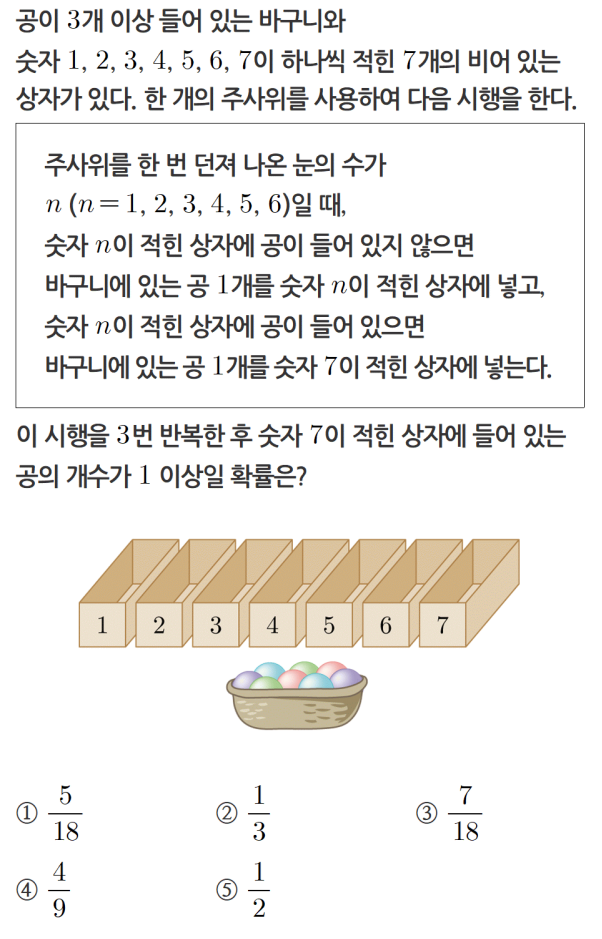 공이 3개 이상 들어 있는 바구니와
숫자 1, 2, 3, 4, 5, 6, 7이 하나씩 적힌 7개의 비어 있는
상자가 있다. 한 개의 주사위를 사용하여 다음 시행을 한다.
주사위를 한 번 던져 나온 눈의 수가
n (n=1, 2, 3, 4, 5, 6)일 때,
숫자 n이 적힌 상자에 공이 들어 있지 않으면
바구니에 있는 공 1개를 숫자 n이 적힌 상자에 넣고,
숫자 n이 적힌 상자에 공이 들어 있으면
바구니에 있는 공 1개를 숫자 7이 적힌 상자에 넣는다.
이 시행을 3번 반복한 후 숫자 7이 적힌 상자에 들어 있는
공의 개수가 1 이상일 확률은?
1 2 3 4 5 6 7
① 5/18 ② 1/3 ③ 7/18
④ 4/9 ⑤ 1/2